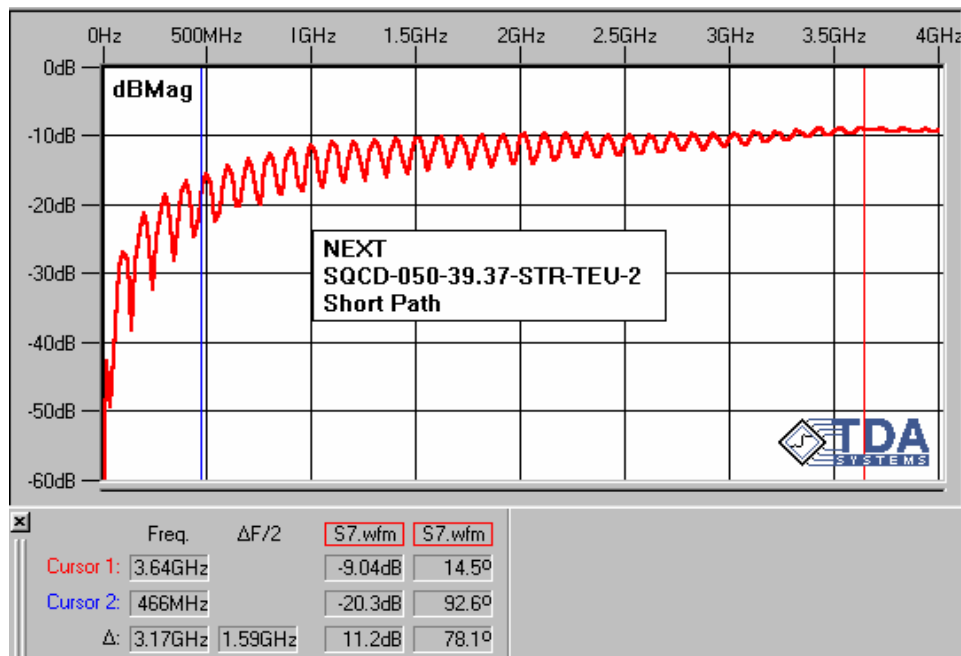 0Hz 500MHz 1GHz 1.5GHz 2GHz 2.5GHz 3GHz 3.5GHz 4GHz
0dB
dBMag
-10dB
-20dB
NEXT
SQCD-050-39.37-STR-TEU-2
Short Path
-30dB
-40dB
-50dB
TDA
SYSTEMS
-60dB
Freq. ΔF/2 S7.wfm S7.wfm
Cursor 1: 3.64GHz -9.04dB 14.5º
Cursor 2: 466MHz -20.3dB 92.6º
Δ: 3.17GHz 1.59GHz 11.2dB 78.1º